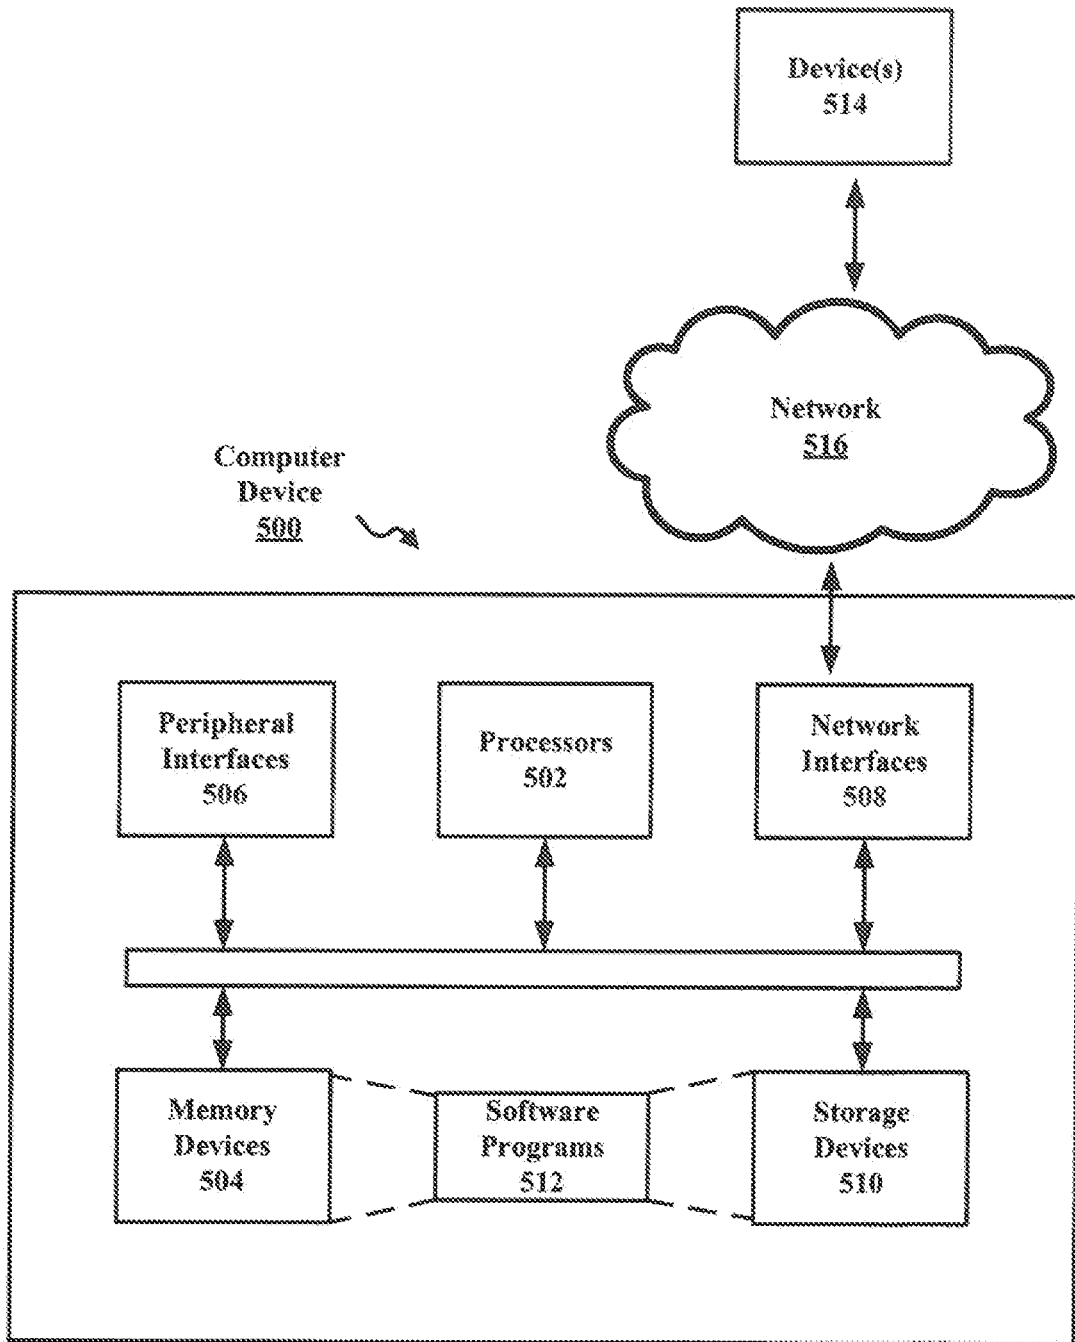 Device(s)
514
Network
516
Computer
Device
500
Peripheral
Interfaces
506
Processors
502
Network
Interfaces
508
Memory
Devices
504
Software
Programs
512
Storage
Devices
510